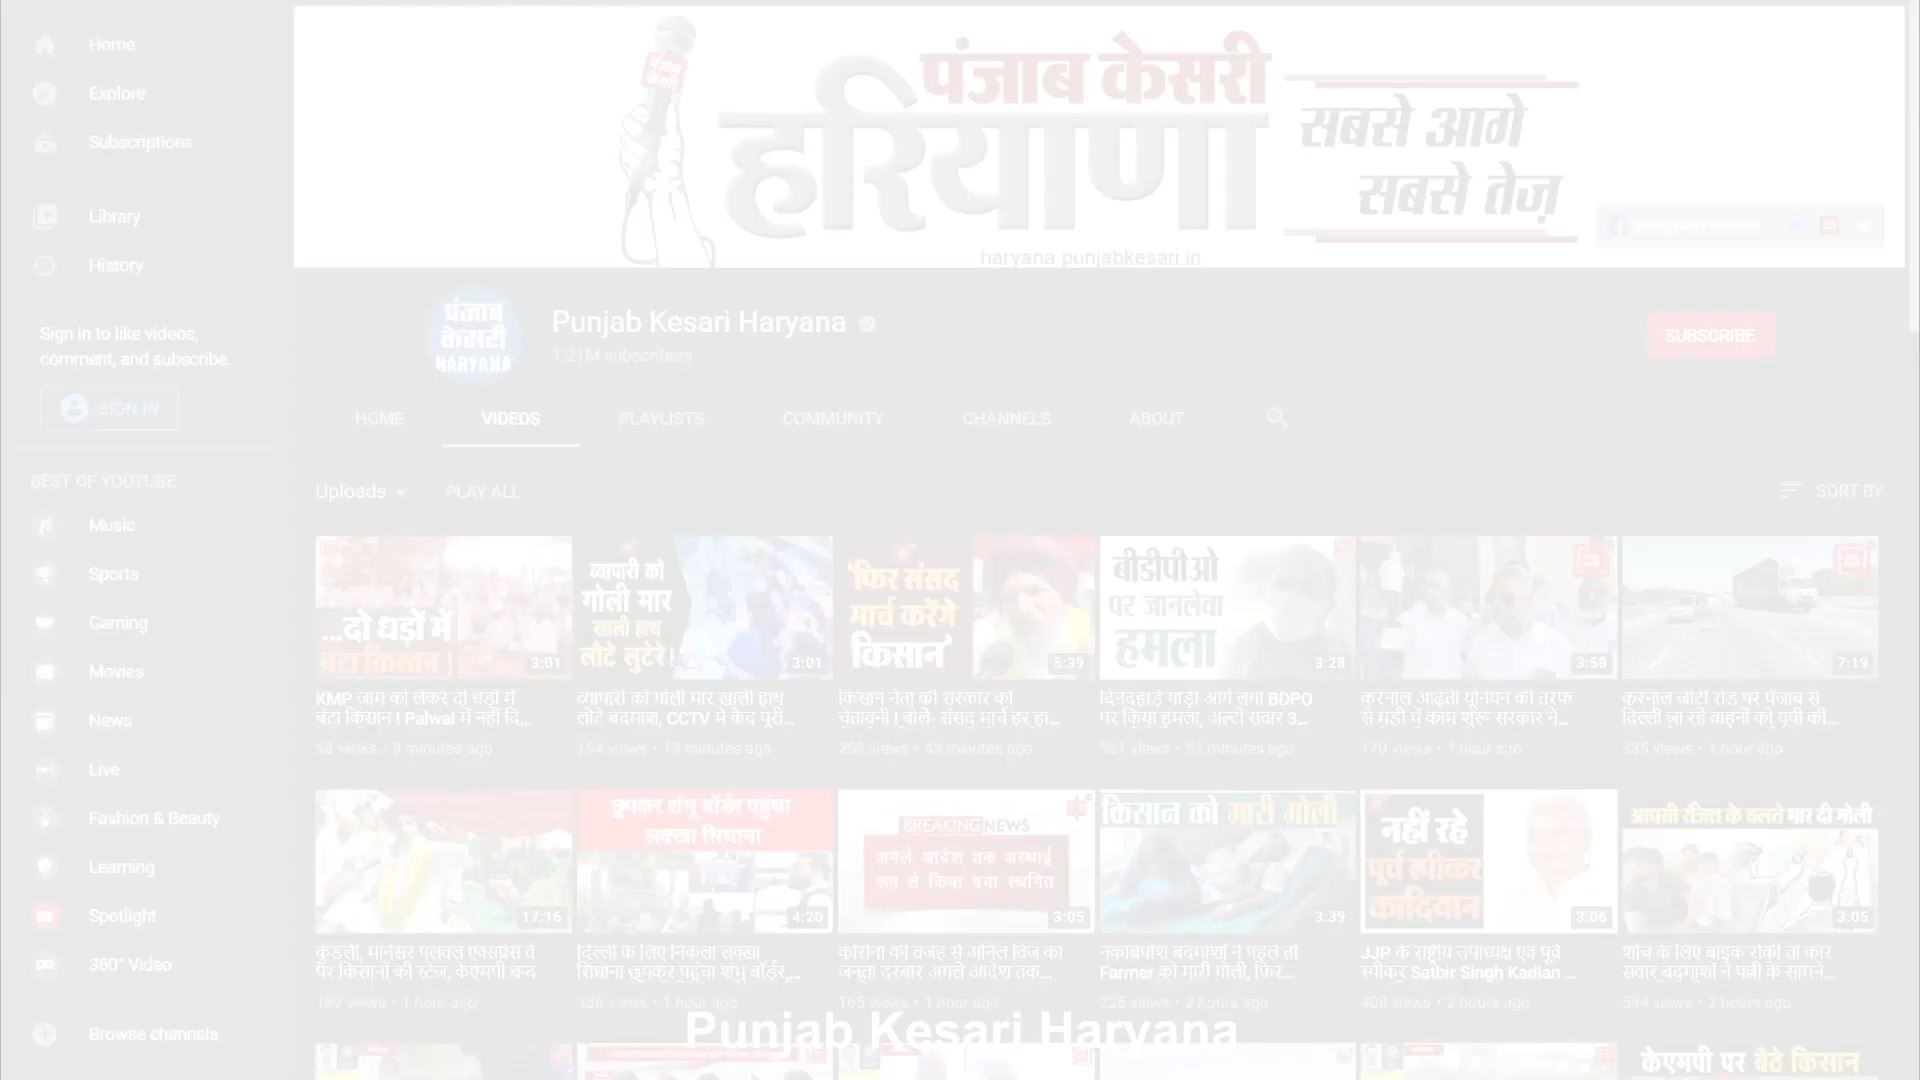 Home
Explore
Subscriptions
Library
History
Sign in to like videos,
comment, and subscribe.
SIGN IN
BEST OF YOUTUBE
Music
Sports
Gaming
Movies
News
Live
Fashion & Beauty
Learning
Spotlight
360° Video
Browse channels
पंजाब केसरी
हरियाणा
सबसे आगे
सबसे तेज़
haryana.punjabkesari.in
पंजाब
केसरी
HARYANA
Punjab Kesari Haryana
1.21M subscribers
SUBSCRIBE
HOME VIDEOS PLAYLISTS COMMUNITY CHANNELS ABOUT
Uploads PLAY ALL SORT BY
...दो धड़ों में
बंटा किसान !
3:01
व्यापारी को
गोली मार
खाली हाथ
लौटे लुटेरे !
3:01
'फिर संसद
मार्च करेंगे
किसान'
5:39
बीडीपीओ
पर जानलेवा
हमला
3:28
3:58
7:19
KMP जाम को लेकर दो धड़ों में
बंटा किसान ! Palwal में नहीं दि...
58 views • 8 minutes ago
व्यापारी को गोली मार खाली हाथ
लौटे बदमाश, CCTV में कैद पूरी...
154 views • 13 minutes ago
किसान नेता की सरकार को
चेतावनी ! बोले- संसद मार्च हर हा...
259 views • 43 minutes ago
दिनदहाड़े गाड़ी आगे लगा BDPO
पर किया हमला, अल्टो सवार 3...
567 views • 52 minutes ago
करनाल आढ़ती यूनियन की तरफ
से मंडी में काम शुरू सरकार ने...
170 views • 1 hour ago
करनाल जीटी रोड पर पंजाब से
दिल्ली जा रहे वाहनों को यूपी की...
335 views • 1 hour ago
17:16
छुपकर शंभू बॉर्डर पहुंचा
लक्खा सिधाना
4:20
BREAKING NEWS
अगले आदेश तक अस्थाई
रूप से किया गया स्थगित
3:05
किसान को मारी गोली
3:39
नहीं रहे
पूर्व स्पीकर
कादियान
3:06
आपसी रंजिश के चलते मार दी गोली
3:05
कुंडली, मानेसर पलवल एक्सप्रेस वे
पर किसानों की स्टेज, केएमपी बन्द
189 views • 1 hour ago
दिल्ली के लिए निकला लक्खा
सिधाना छुपकर पहुंचा शंभू बॉर्डर,...
336 views • 1 hour ago
कोरोना की वजह से अनिल विज का
जनता दरबार अगले आदेश तक...
165 views • 1 hour ago
नकाबपोश बदमाशों ने पहले तो
Farmer को मारी गोली, फिर...
225 views • 2 hours ago
JJP के राष्ट्रीय उपाध्यक्ष एवं पूर्व
स्पीकर Satbir Singh Kadian ...
403 views • 2 hours ago
शौच के लिए बाइक रोकी तो कार
सवार बदमाशों ने पत्नी के सामने...
594 views • 2 hours ago
Punjab Kesari Haryana
केएमपी पर बैठे किसान